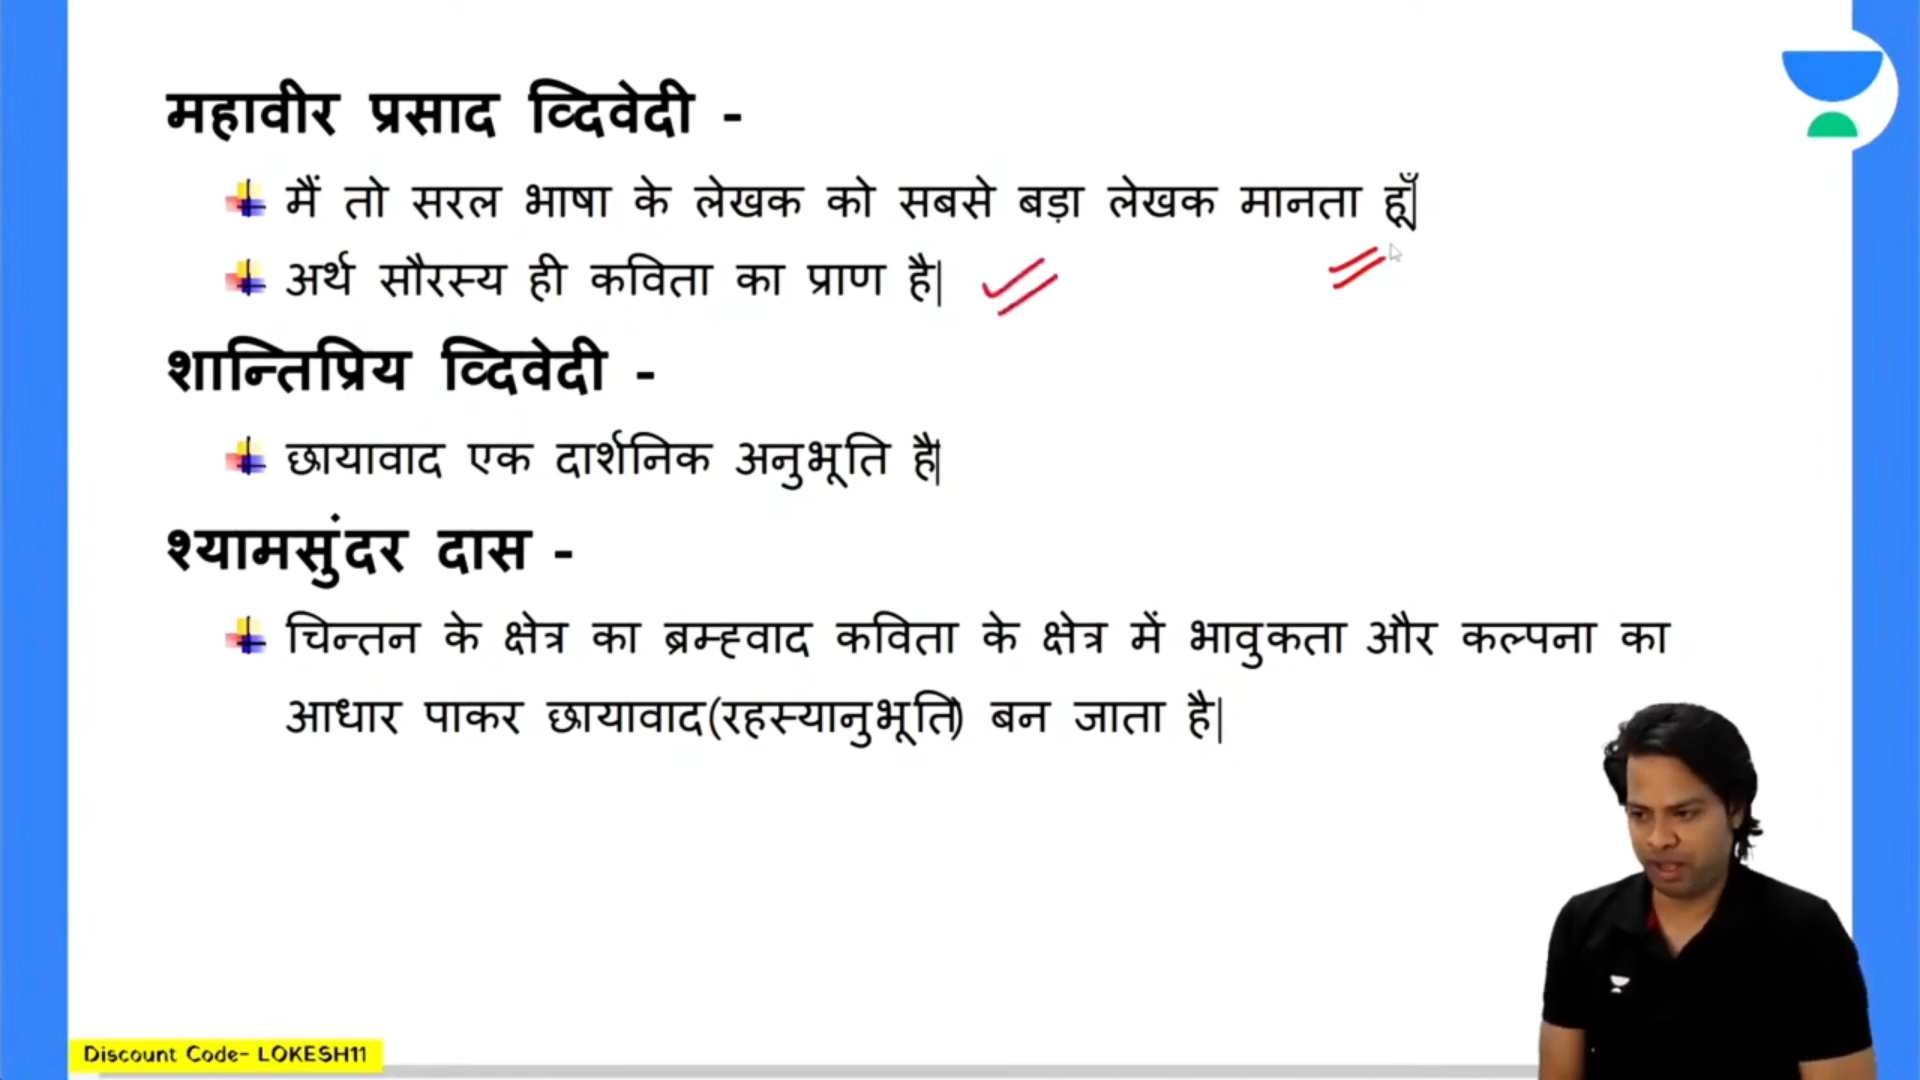 महावीर प्रसाद व्दिवेदी -
मैं तो सरल भाषा के लेखक को सबसे बड़ा लेखक मानता हूँ|
अर्थ सौरस्य ही कविता का प्राण है|
शान्तिप्रिय व्दिवेदी -
छायावाद एक दार्शनिक अनुभूति है|
श्यामसुंदर दास -
चिन्तन के क्षेत्र का ब्रम्ह्वाद कविता के क्षेत्र में भावुकता और कल्पना का
आधार पाकर छायावाद(रहस्यानुभूति) बन जाता है|
Discount Code- LOKESH11